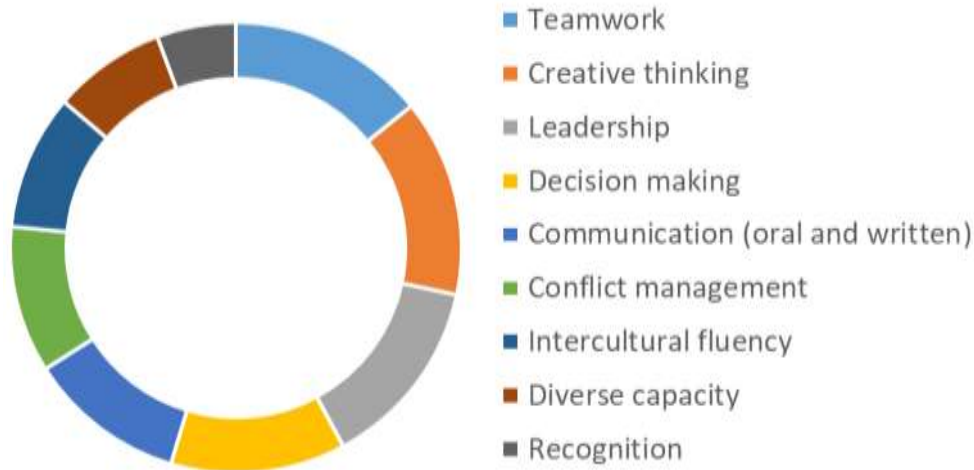 Teamwork
Creative thinking
Leadership
Decision making
Communication (oral and written)
Conflict management
Intercultural fluency
Diverse capacity
Recognition